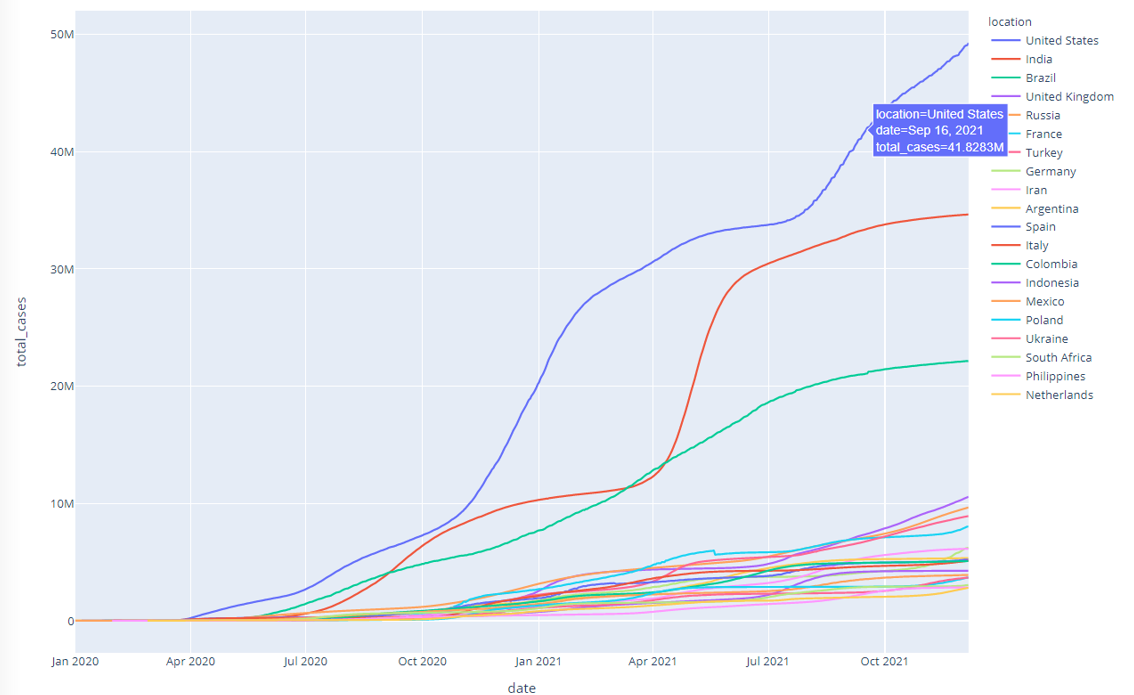 50M
40M
30M
20M
10M
0
total_cases
Jan 2020
Apr 2020
Jul 2020
Oct 2020
Jan 2021
Apr 2021
Jul 2021
Oct 2021
date
location=United States
date=Sep 16, 2021
total_cases=41.8283M
location
United States
India
Brazil
United Kingdom
Russia
France
Turkey
Germany
Iran
Argentina
Spain
Italy
Colombia
Indonesia
Mexico
Poland
Ukraine
South Africa
Philippines
Netherlands